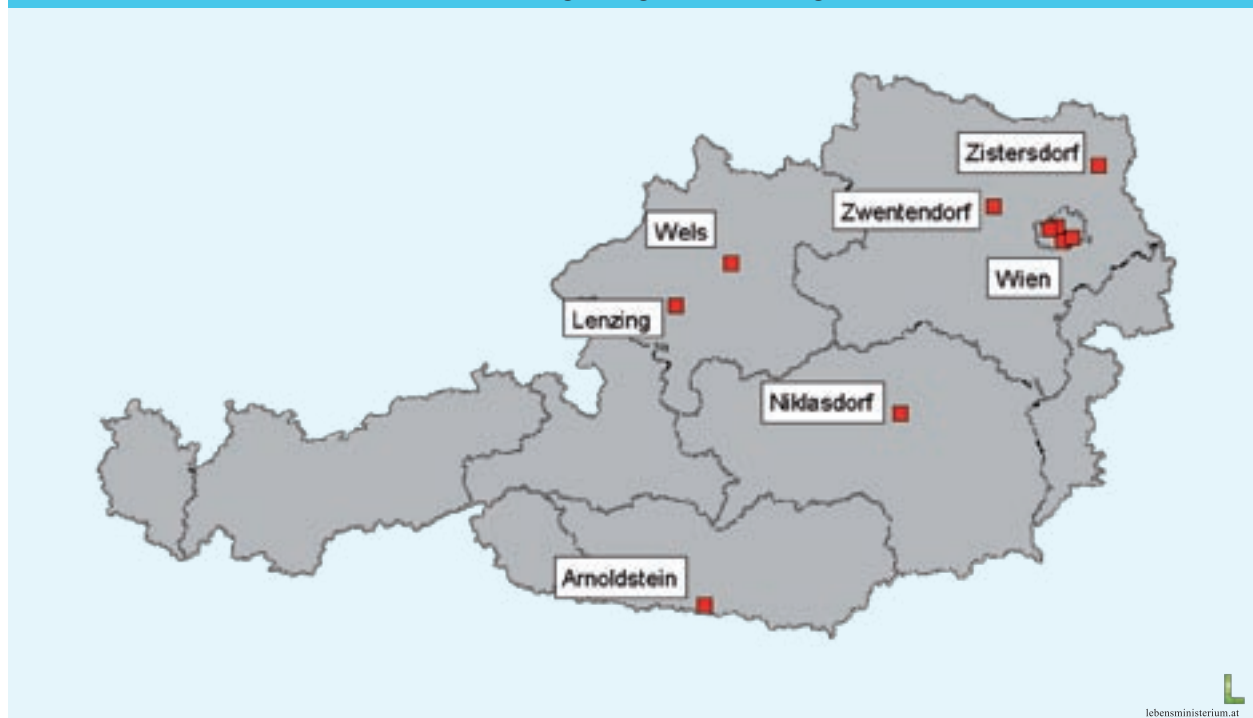 Zistersdorf
Zwentendorf
Wels
Wien
Lenzing
Niklasdorf
Arnoldstein
lebensministerium.at